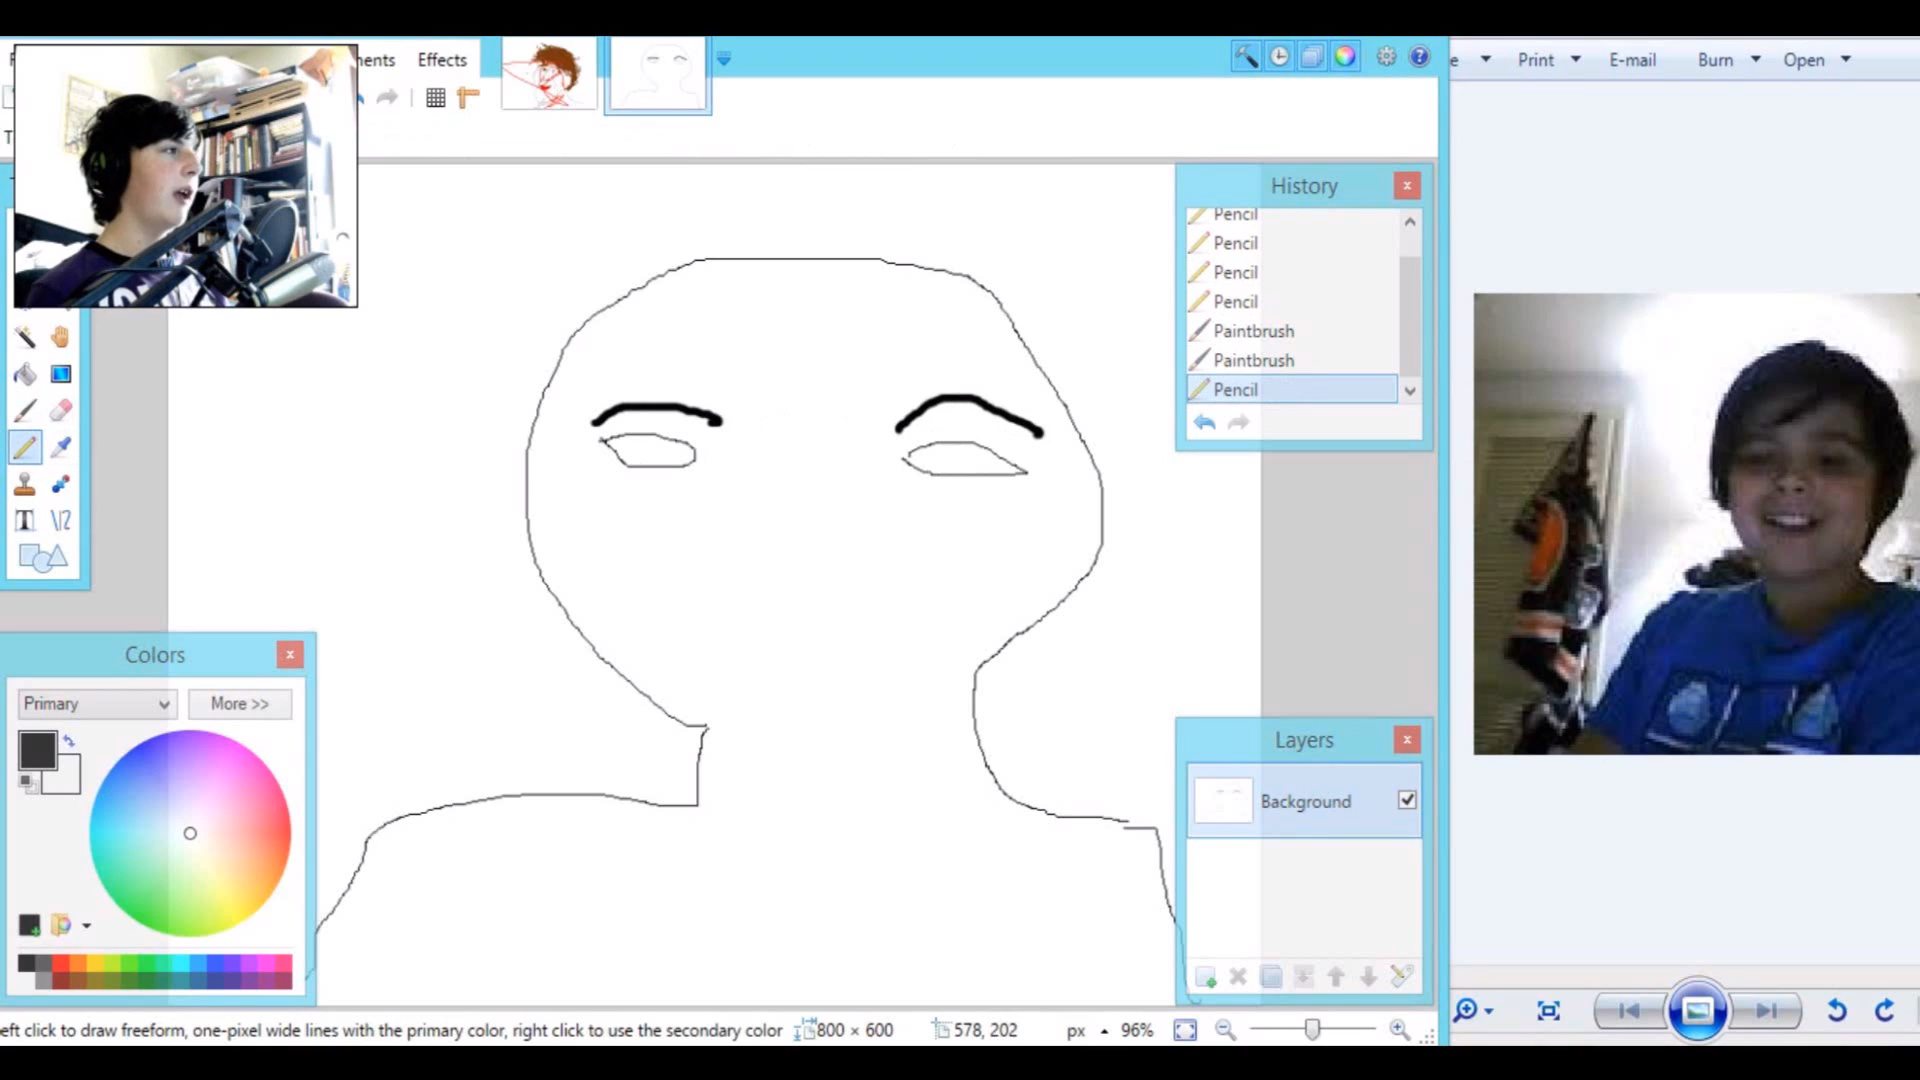 ents Effects
Print E-mail Burn Open
History
Pencil
Pencil
Pencil
Pencil
Paintbrush
Paintbrush
Pencil
Colors
Primary More >>
Layers
Background
eft click to draw freeform, one-pixel wide lines with the primary color, right click to use the secondary color 800 × 600 578, 202 px 96%